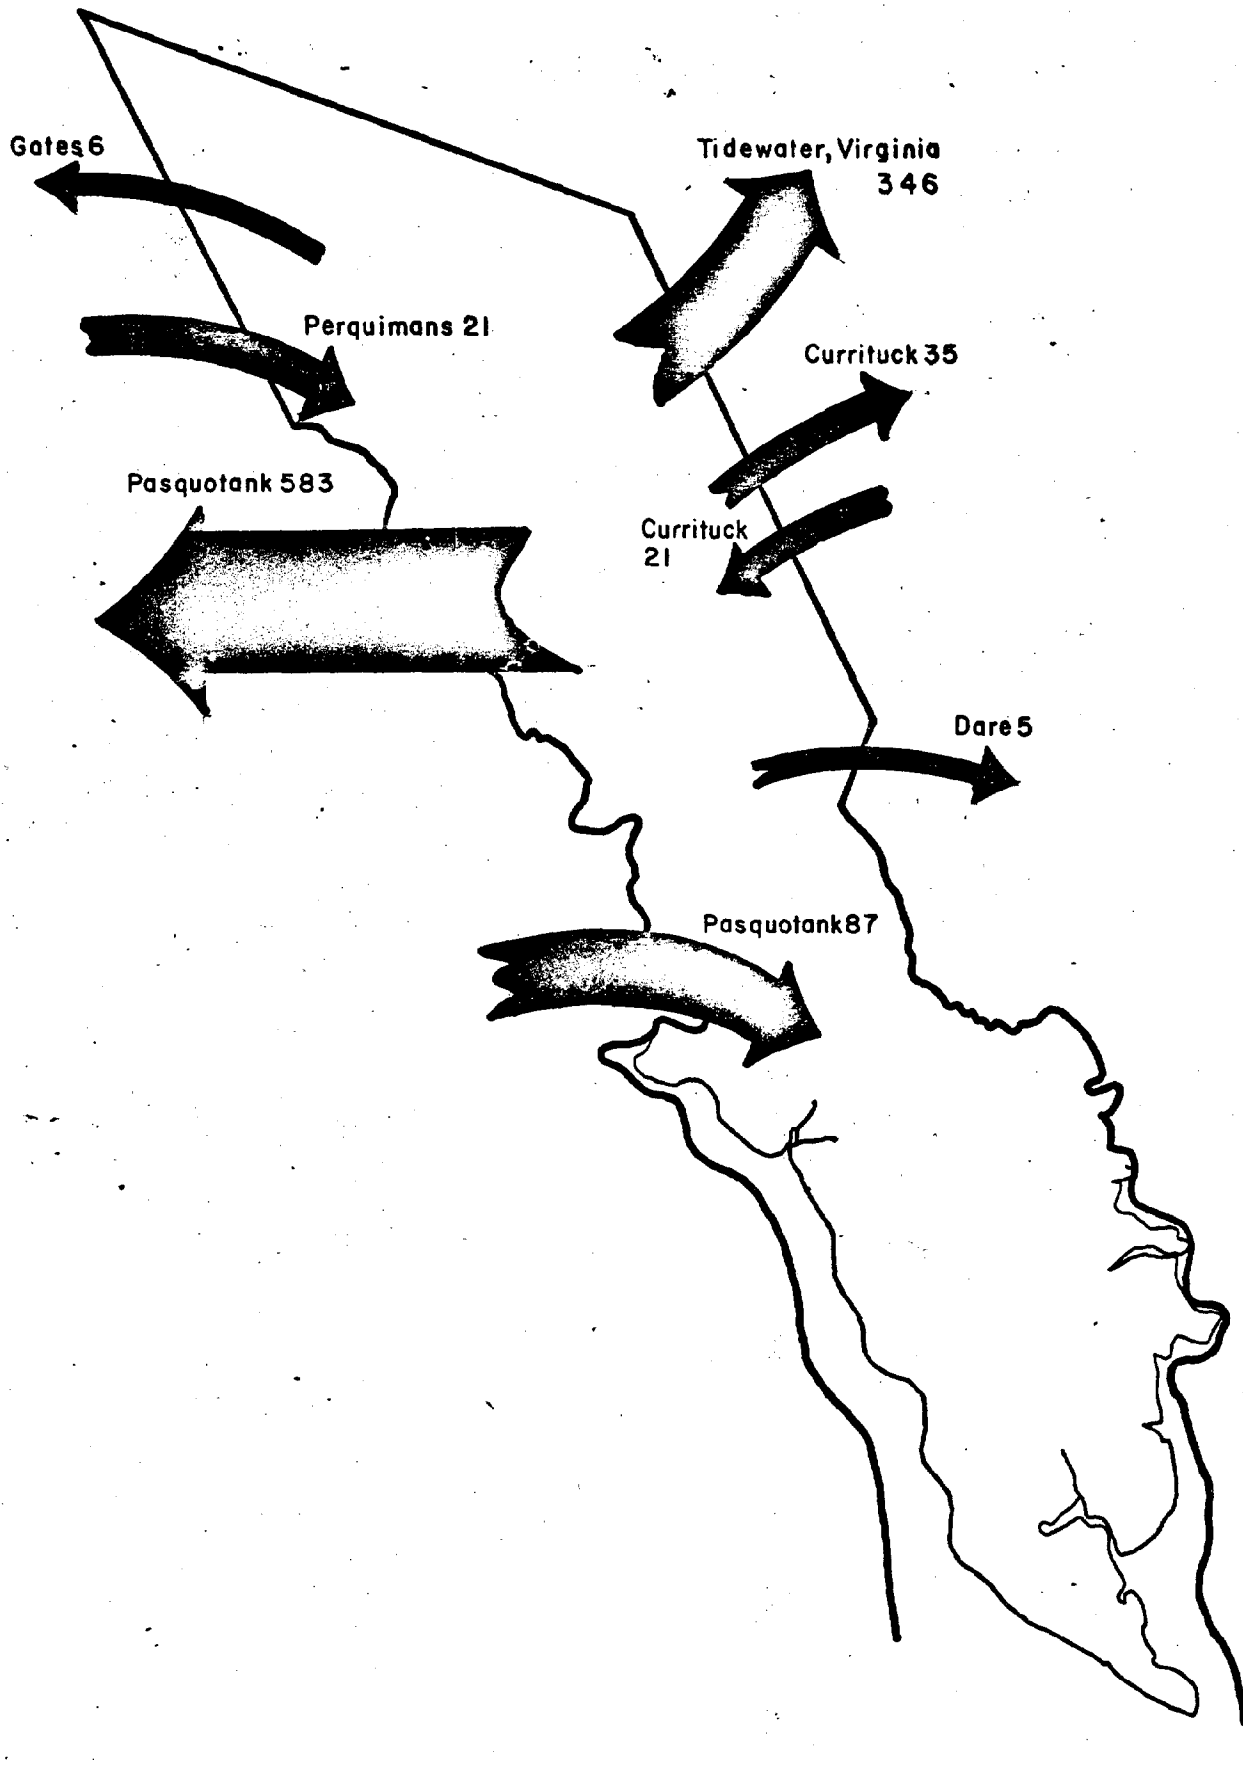 Gates 6
Tidewater, Virginia
346
Perquimans 21
Currituck 35
Pasquotank 583
Currituck
21
Dare 5
Pasquotank 87